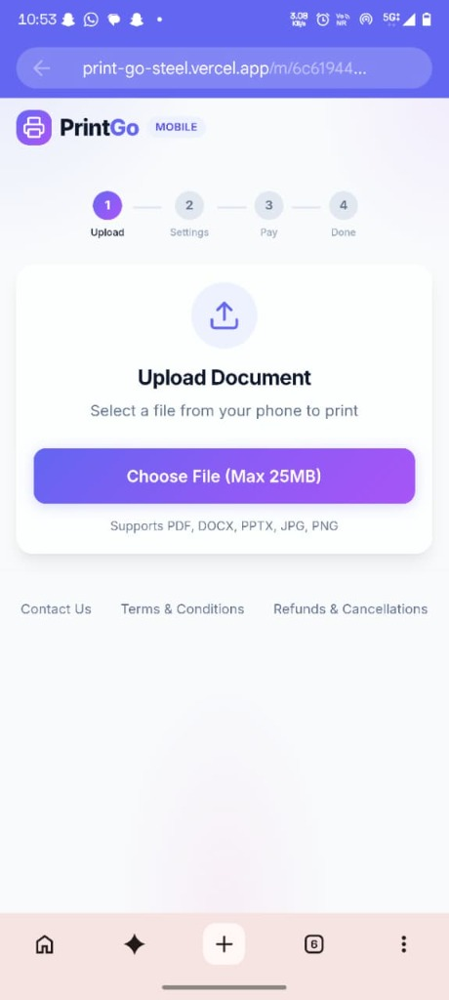 10:53
3.08 KB/s Vo)) NR 5G
print-go-steel.vercel.app/m/6c61944...
PrintGo MOBILE
1 2 3 4
Upload Settings Pay Done
Upload Document
Select a file from your phone to print
Choose File (Max 25MB)
Supports PDF, DOCX, PPTX, JPG, PNG
Contact Us Terms & Conditions Refunds & Cancellations
6